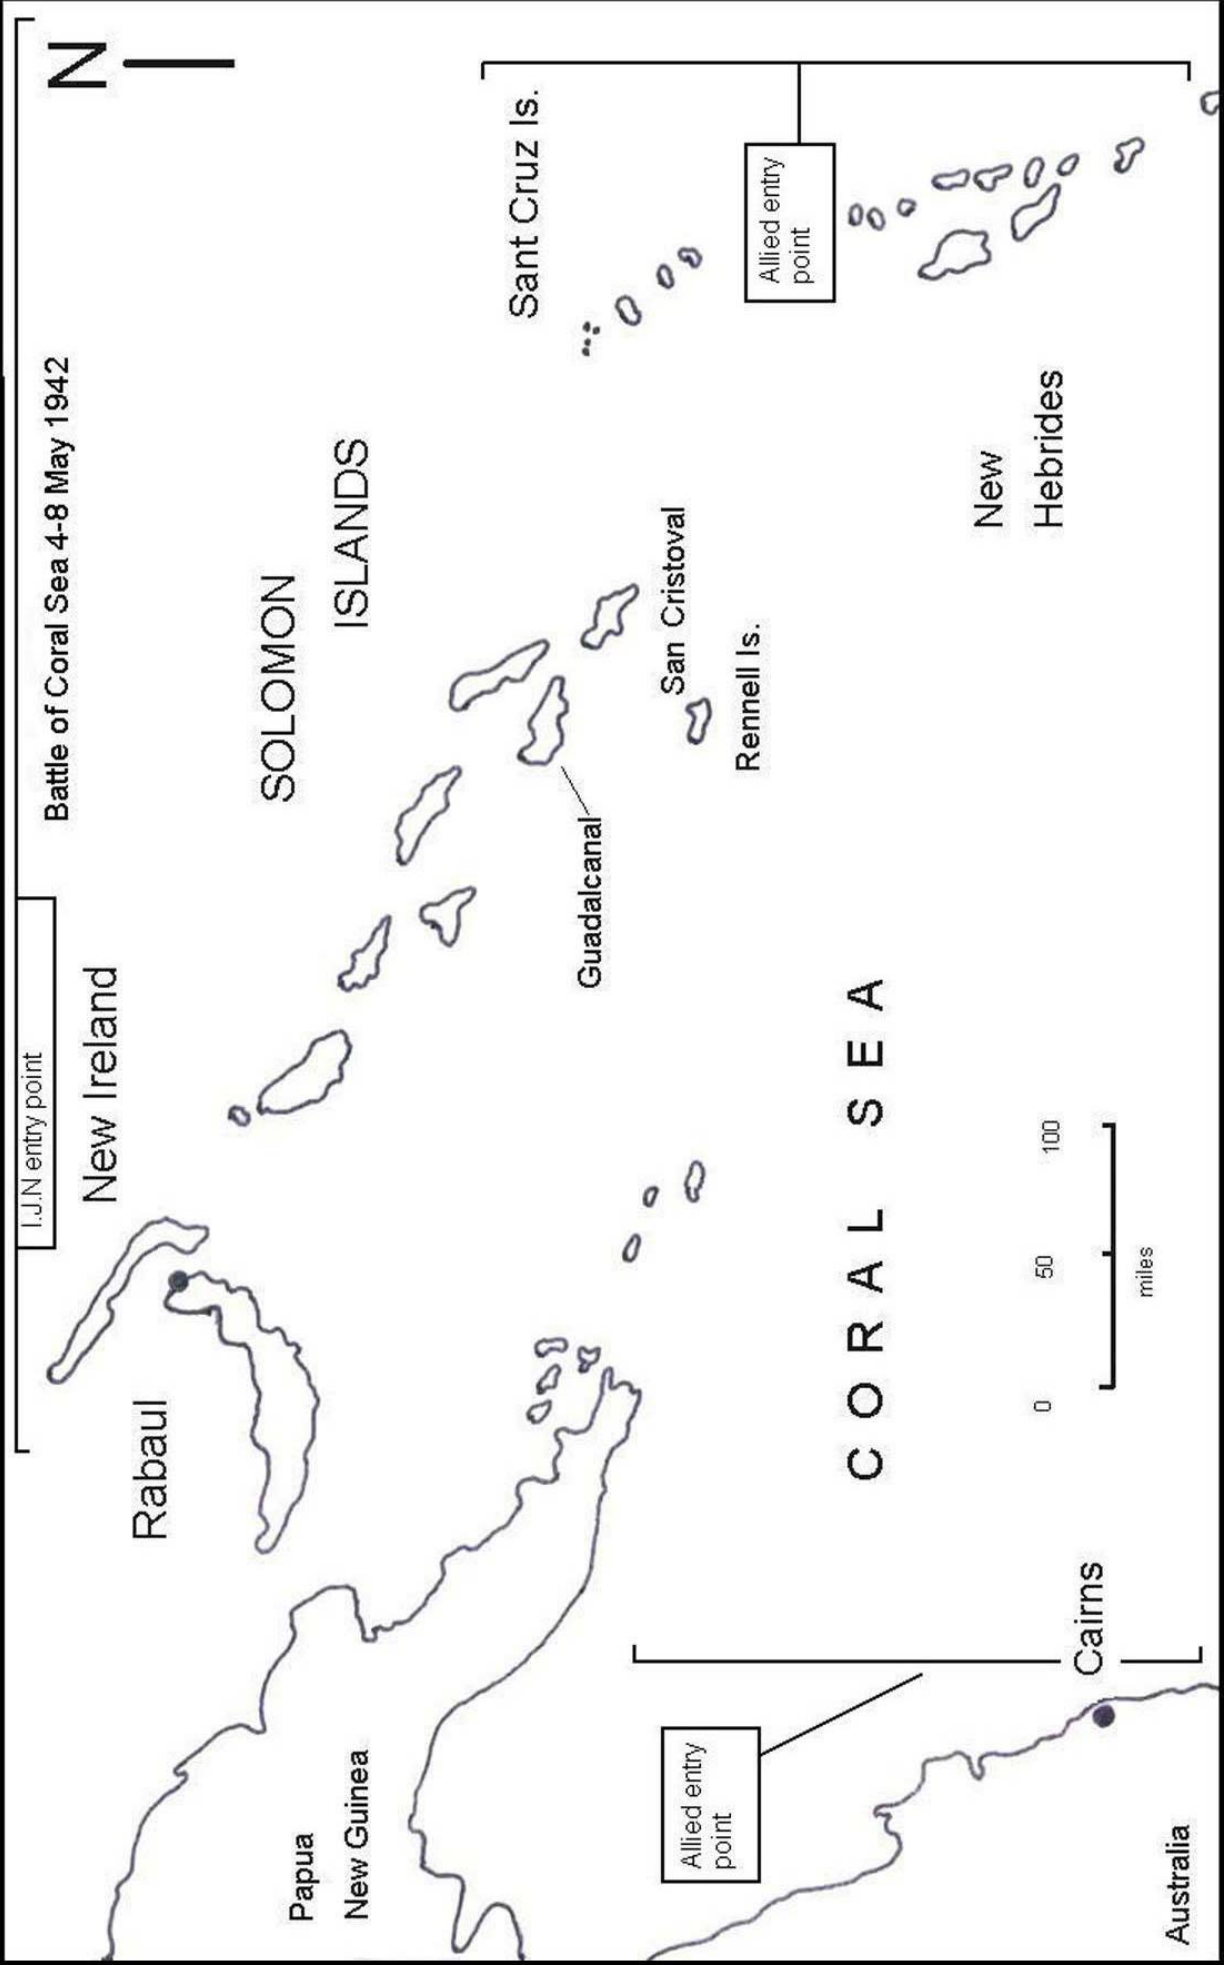 Battle of Coral Sea 4-8 May 1942
N
I.J.N entry point
New Ireland
Rabaul
SOLOMON
ISLANDS
Sant Cruz Is.
Papua
New Guinea
Guadalcanal
San Cristoval
Rennell Is.
Allied entry
point
Allied entry
point
CORAL SEA
New
Hebrides
0 50 100
miles
Cairns
Australia